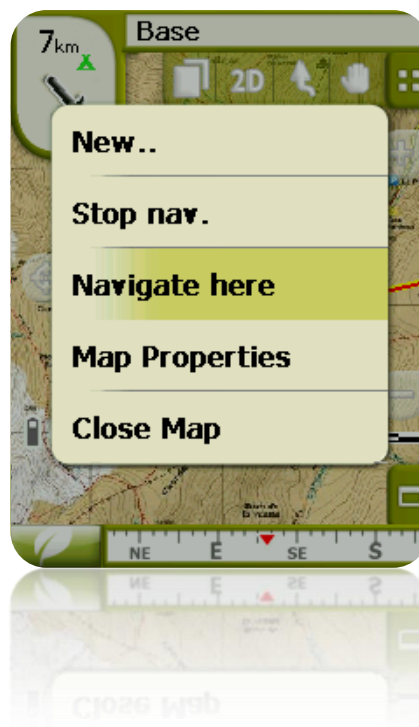 7km
Base
2D
New..
Stop nav.
Navigate here
Map Properties
Close Map
NE E SE S